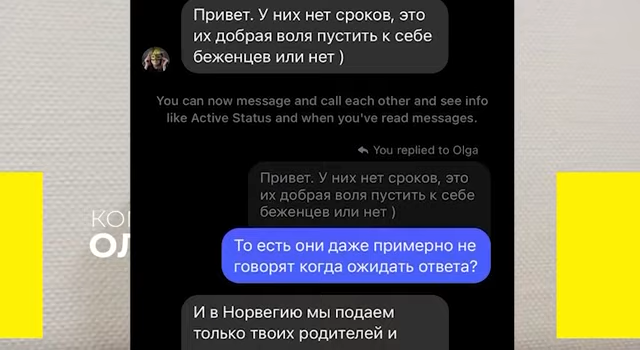 Привет. У них нет сроков, это
их добрая воля пустить к себе
беженцев или нет )
You can now message and call each other and see info
like Active Status and when you've read messages.
You replied to Olga
Привет. У них нет сроков, это
их добрая воля пустить к себе
беженцев или нет )
То есть они даже примерно не
говорят когда ожидать ответа?
И в Норвегию мы подаем
только твоих родителей и